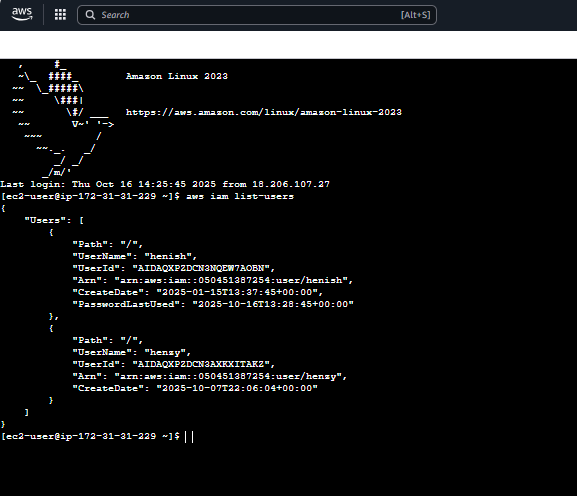 aws
Search [Alt+S]
,     #_
~\_  ####_        Amazon Linux 2023
~~  \_#####\
~~     \###|
~~       \#/ ___   https://aws.amazon.com/linux/amazon-linux-2023
~~       V~' '->
~~~         /
~~._.   _/
_/ _/
_/m/'
Last login: Thu Oct 16 14:25:45 2025 from 18.206.107.27
[ec2-user@ip-172-31-31-229 ~]$ aws iam list-users
{
    "Users": [
        {
            "Path": "/",
            "UserName": "henish",
            "UserId": "AIDAQXPZDCN3NQEW7AOBN",
            "Arn": "arn:aws:iam::050451387254:user/henish",
            "CreateDate": "2025-01-15T13:37:45+00:00",
            "PasswordLastUsed": "2025-10-16T13:28:45+00:00"
        },
        {
            "Path": "/",
            "UserName": "henzy",
            "UserId": "AIDAQXPZDCN3AXKXITAKZ",
            "Arn": "arn:aws:iam::050451387254:user/henzy",
            "CreateDate": "2025-10-07T22:06:04+00:00"
        }
    ]
}
[ec2-user@ip-172-31-31-229 ~]$